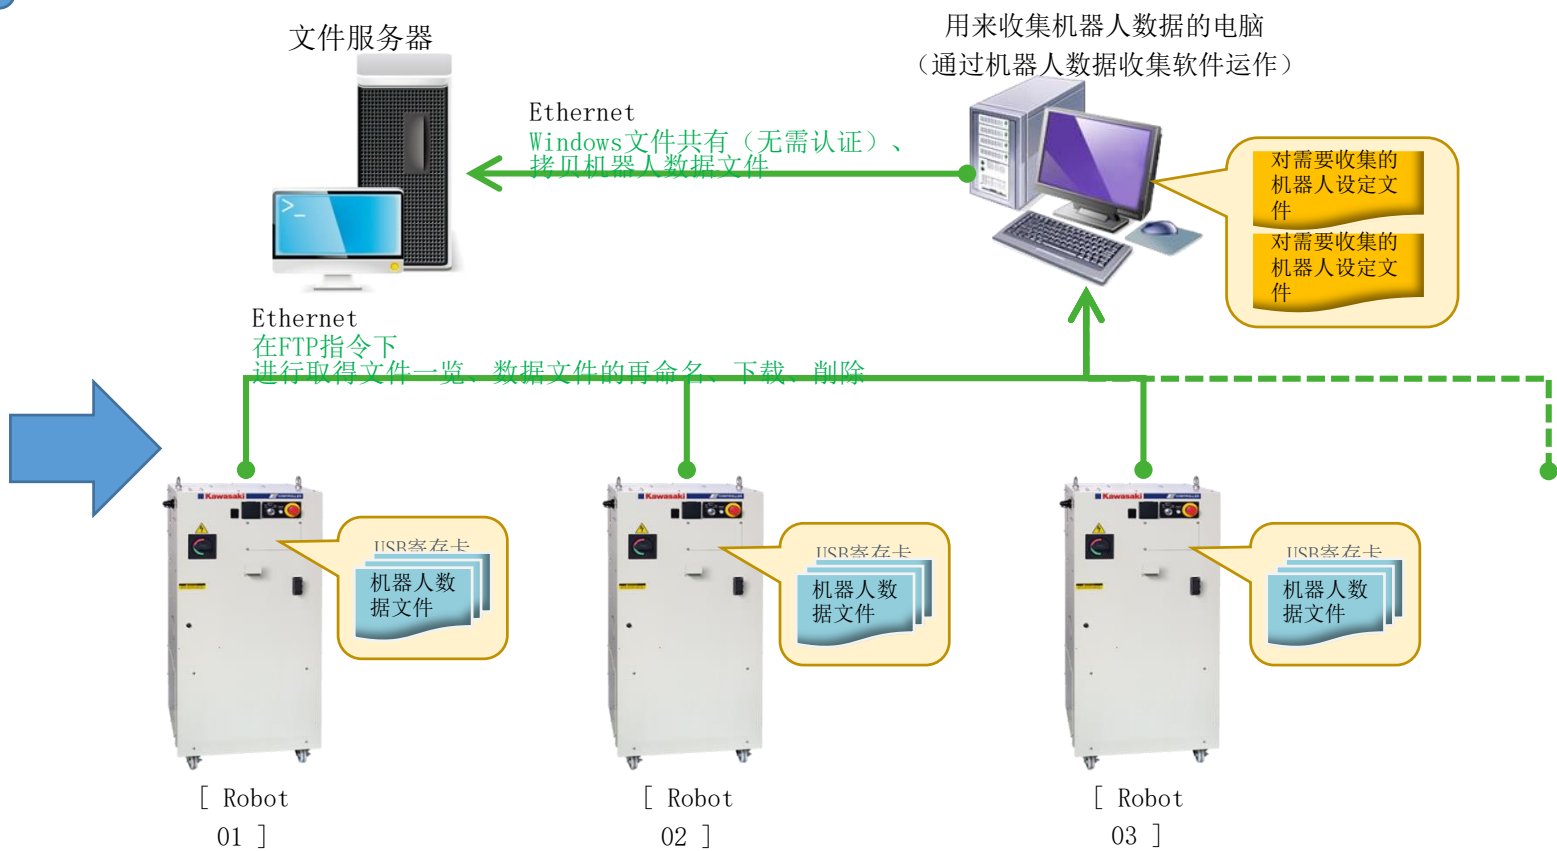 文件服务器
用来收集机器人数据的电脑
（通过机器人数据收集软件运作）
Ethernet
Windows文件共有（无需认证）、
拷贝机器人数据文件
对需要收集的
机器人设定文
件
对需要收集的
机器人设定文
件
Ethernet
在FTP指令下
进行取得文件一览、数据文件的再命名、下载、削除
Kawasaki
CONTROLLER
USB寄存卡
机器人数
据文件
Kawasaki
CONTROLLER
USB寄存卡
机器人数
据文件
Kawasaki
CONTROLLER
USB寄存卡
机器人数
据文件
[ Robot
01 ]
[ Robot
02 ]
[ Robot
03 ]